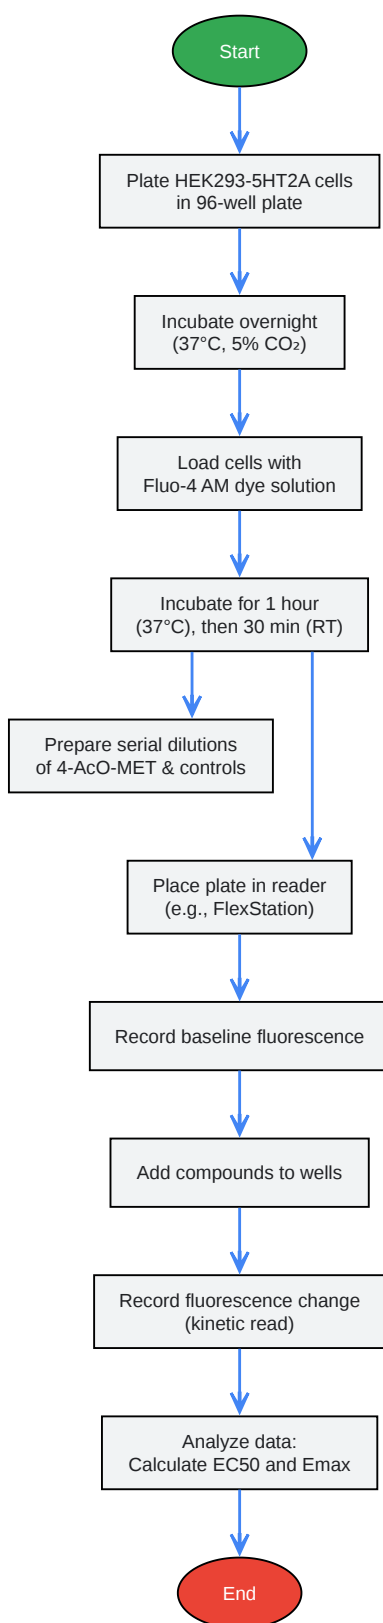 Start
Plate HEK293-5HT2A cells
in 96-well plate
Incubate overnight
(37°C, 5% CO₂)
Load cells with
Fluo-4 AM dye solution
Incubate for 1 hour
(37°C), then 30 min (RT)
Prepare serial dilutions
of 4-AcO-MET & controls
Place plate in reader
(e.g., FlexStation)
Record baseline fluorescence
Add compounds to wells
Record fluorescence change
(kinetic read)
Analyze data:
Calculate EC50 and Emax
End